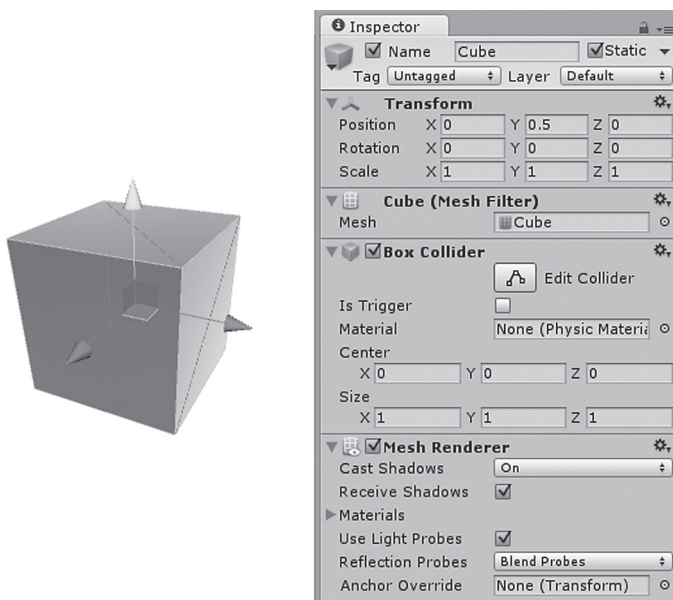 Inspector
Name Cube Static
Tag Untagged Layer Default
Transform
Position X 0 Y 0.5 Z 0
Rotation X 0 Y 0 Z 0
Scale X 1 Y 1 Z 1
Cube (Mesh Filter)
Mesh Cube
Box Collider
Edit Collider
Is Trigger
Material None (Physic Materia
Center
X 0 Y 0 Z 0
Size
X 1 Y 1 Z 1
Mesh Renderer
Cast Shadows On
Receive Shadows
Materials
Use Light Probes
Reflection Probes Blend Probes
Anchor Override None (Transform)